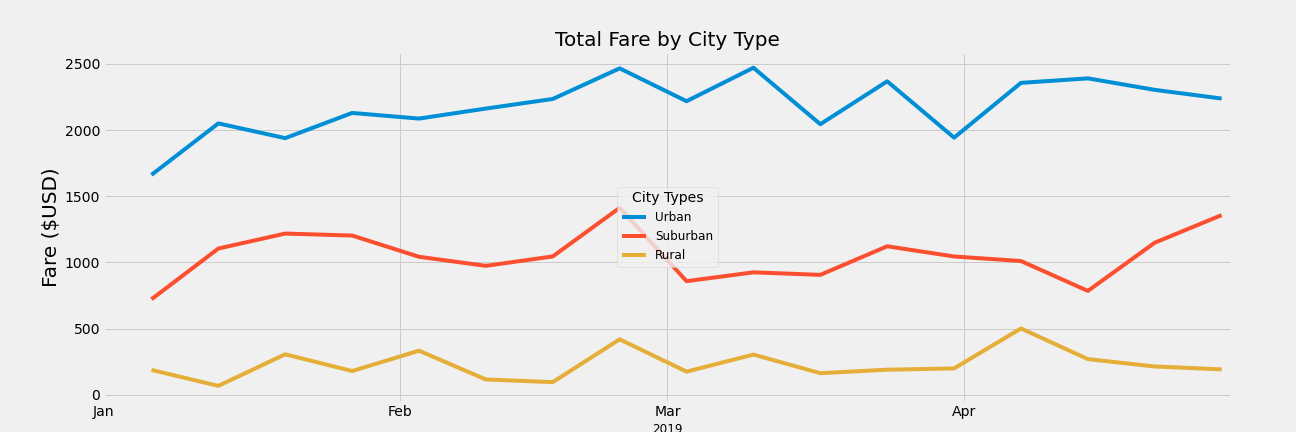 Total Fare by City Type
Fare ($USD)
2500
2000
1500
1000
500
0
City Types
Urban
Suburban
Rural
Jan Feb Mar Apr
2019